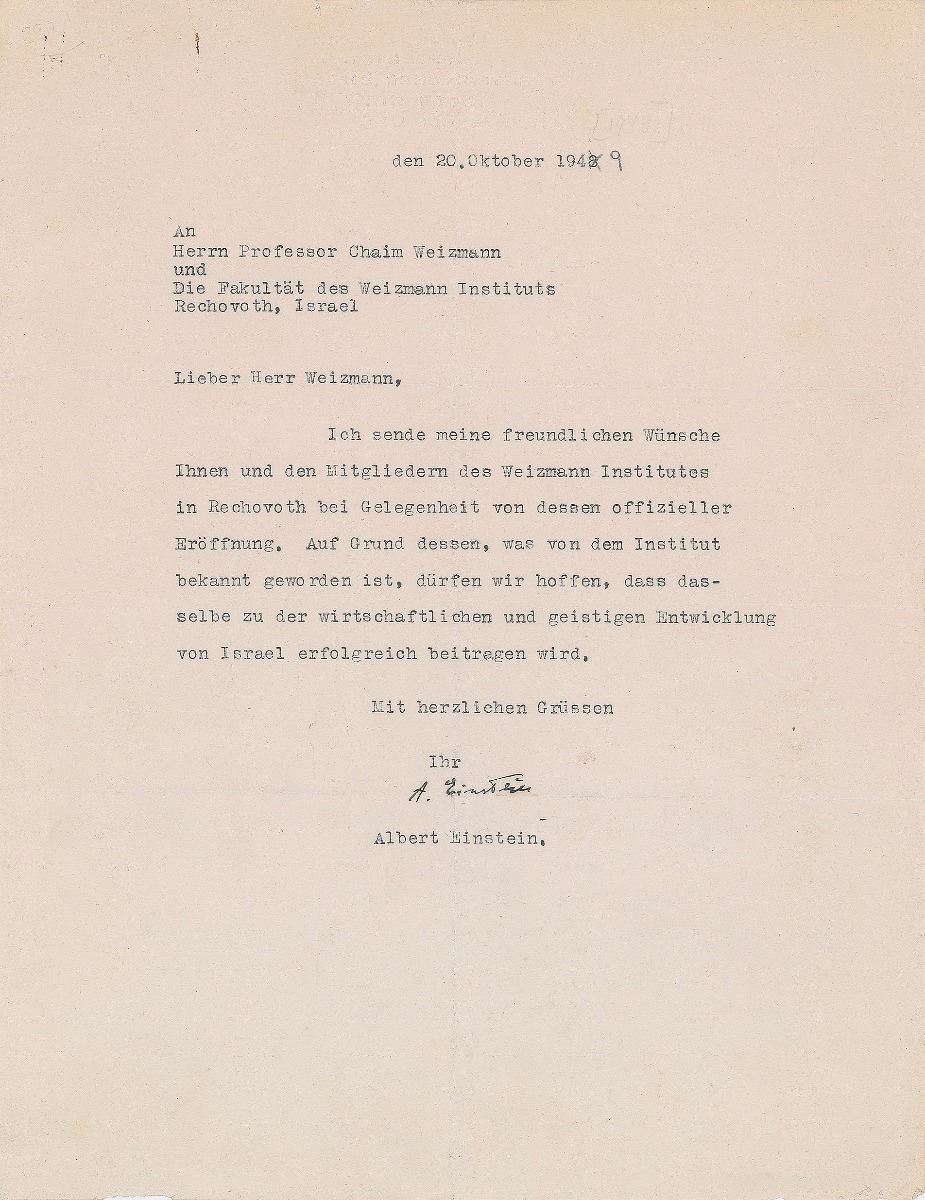 den 20.Oktober 1948 9
An
Herrn Professor Chaim Weizmann
und
Die Fakultät des Weizmann Instituts
Rechovoth, Israel
Lieber Herr Weizmann,
Ich sende meine freundlichen Wünsche
Ihnen und den Mitgliedern des Weizmann Institutes
in Rechovoth bei Gelegenheit von dessen offizieller
Eröffnung. Auf Grund dessen, was von dem Institut
bekannt geworden ist, dürfen wir hoffen, dass das-
selbe zu der wirtschaftlichen und geistigen Entwicklung
von Israel erfolgreich beitragen wird.
Mit herzlichen Grüssen
Ihr
A. Einstein
Albert Einstein.